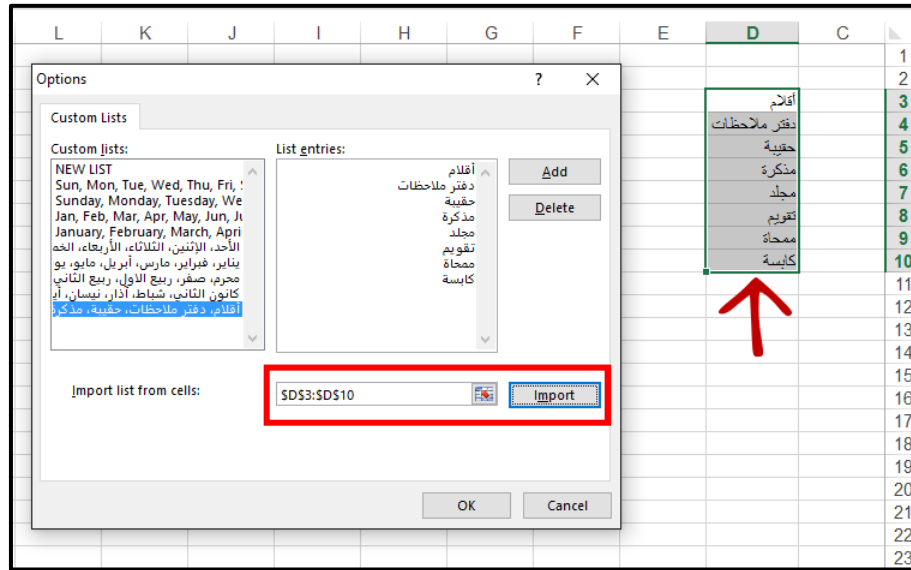 L K J I H G F E D C
1
2
3
4
5
6
7
8
9
10
11
12
13
14
15
16
17
18
19
20
21
22
23
أقلام
دفتر ملاحظات
حقيبة
مذكرة
مجلد
تقويم
ممحاة
كابسة
Options ? ×
Custom Lists
Custom lists:
NEW LIST
Sun, Mon, Tue, Wed, Thu, Fri,
Sunday, Monday, Tuesday, We
Jan, Feb, Mar, Apr, May, Jun,
January, February, March, Apri
الأحد، الإثنين، الثلاثاء، الأربعاء، الخم
يناير، فبراير، مارس، أبريل، مايو، يو
محرم، صفر، ربيع الاول، ربيع الثاني
كانون الثاني، شباط، آذار، نيسان، أي
أقلام، دفتر ملاحظات، حقيبة، مذكر
List entries:
أقلام
دفتر ملاحظات
حقيبة
مذكرة
مجلد
تقويم
ممحاة
كابسة
Add
Delete
Import list from cells:
$D$3:$D$10
Import
OK
Cancel